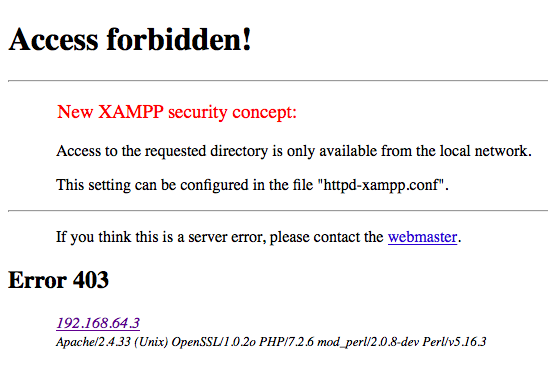 Access forbidden!
New XAMPP security concept:
Access to the requested directory is only available from the local network.
This setting can be configured in the file "httpd-xampp.conf".
If you think this is a server error, please contact the webmaster.
Error 403
192.168.64.3
Apache/2.4.33 (Unix) OpenSSL/1.0.2o PHP/7.2.6 mod_perl/2.0.8-dev Perl/v5.16.3